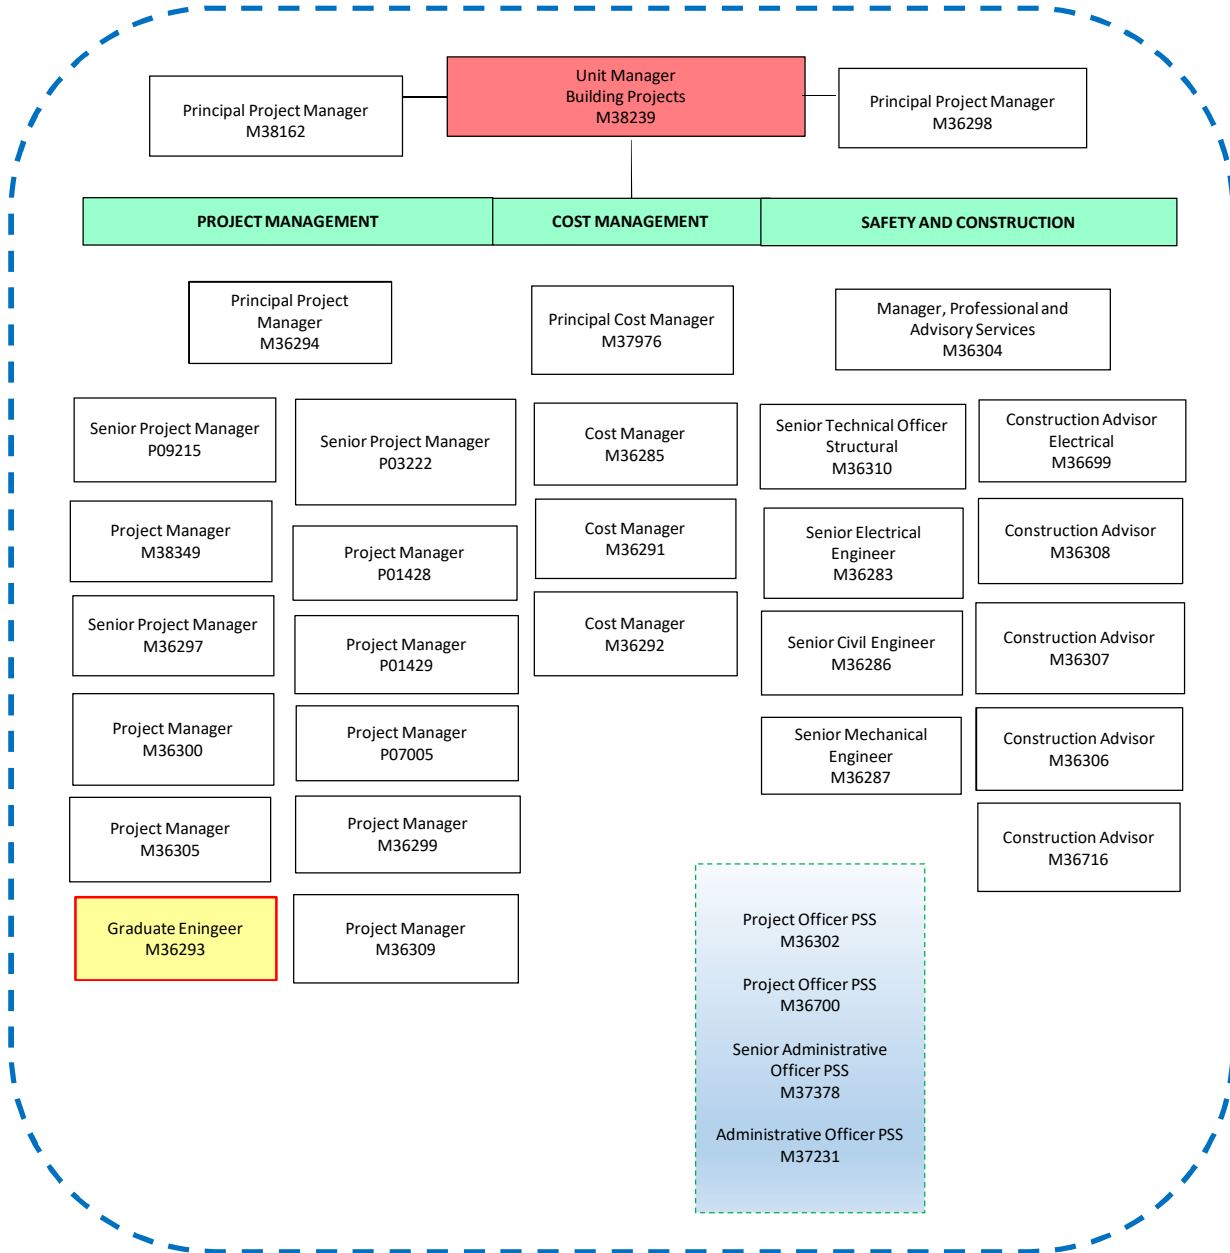 Unit Manager
Building Projects
M38239
Principal Project Manager
M38162
Principal Project Manager
M36298
PROJECT MANAGEMENT
COST MANAGEMENT
SAFETY AND CONSTRUCTION
Principal Project
Manager
M36294
Principal Cost Manager
M37976
Manager, Professional and
Advisory Services
M36304
Senior Project Manager
P09215
Senior Project Manager
P03222
Cost Manager
M36285
Senior Technical Officer
Structural
M36310
Construction Advisor
Electrical
M36699
Project Manager
M38349
Project Manager
P01428
Cost Manager
M36291
Senior Electrical
Engineer
M36283
Construction Advisor
M36308
Senior Project Manager
M36297
Project Manager
P01429
Cost Manager
M36292
Senior Civil Engineer
M36286
Construction Advisor
M36307
Project Manager
M36300
Project Manager
P07005
Senior Mechanical
Engineer
M36287
Construction Advisor
M36306
Project Manager
M36305
Project Manager
M36299
Construction Advisor
M36716
Graduate Eningeer
M36293
Project Manager
M36309
Project Officer PSS
M36302
Project Officer PSS
M36700
Senior Administrative
Officer PSS
M37378
Administrative Officer PSS
M37231